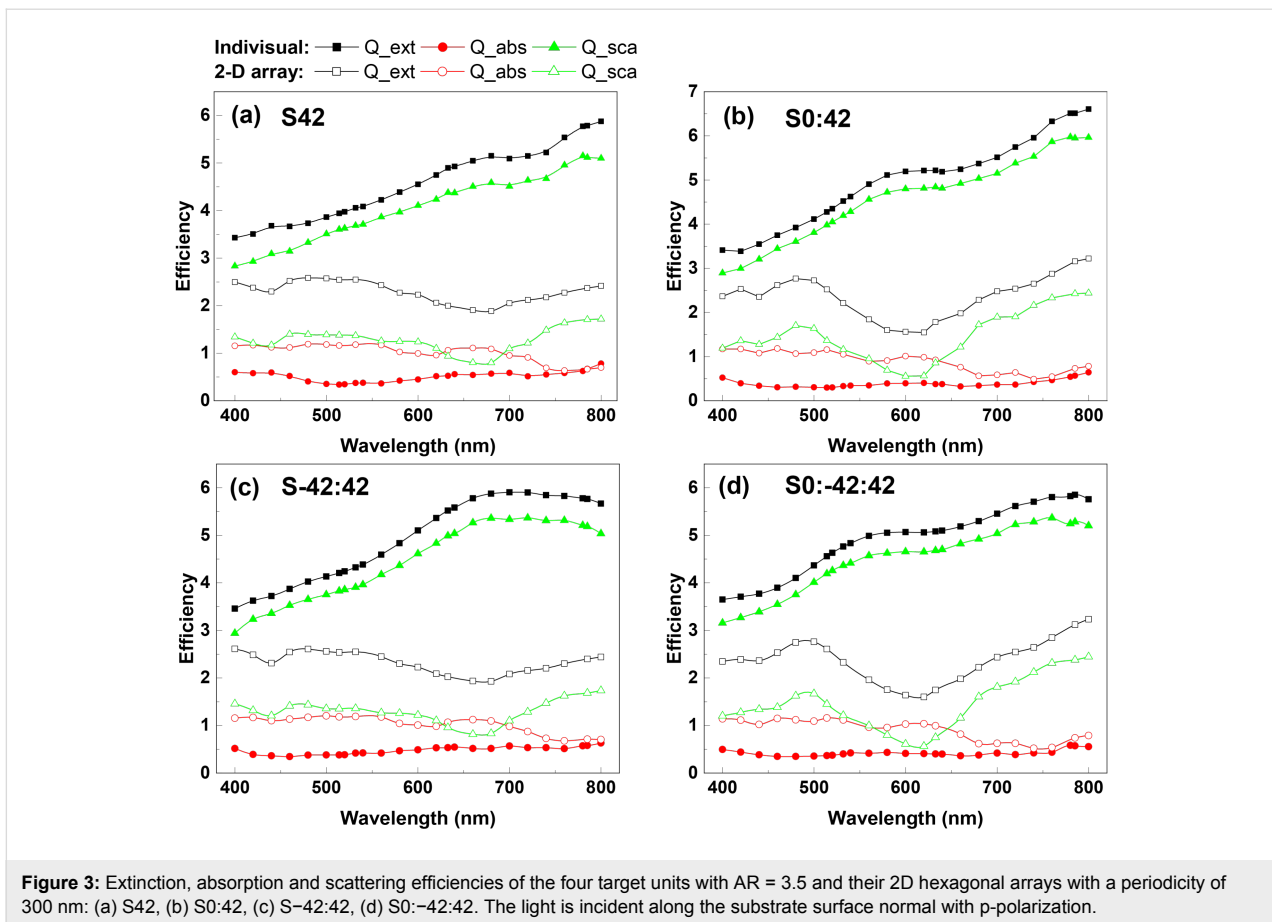 Indivisual: Q_ext Q_abs Q_sca
2-D array: Q_ext Q_abs Q_sca
(a) S42
Efficiency
6
5
4
3
2
1
0
400 500 600 700 800
Wavelength (nm)
(b) S0:42
Efficiency
7
6
5
4
3
2
1
0
400 500 600 700 800
Wavelength (nm)
(c) S-42:42
Efficiency
6
5
4
3
2
1
0
400 500 600 700 800
Wavelength (nm)
(d) S0:-42:42
Efficiency
6
5
4
3
2
1
0
400 500 600 700 800
Wavelength (nm)
Figure 3: Extinction, absorption and scattering efficiencies of the four target units with AR = 3.5 and their 2D hexagonal arrays with a periodicity of
300 nm: (a) S42, (b) S0:42, (c) S−42:42, (d) S0:−42:42. The light is incident along the substrate surface normal with p-polarization.